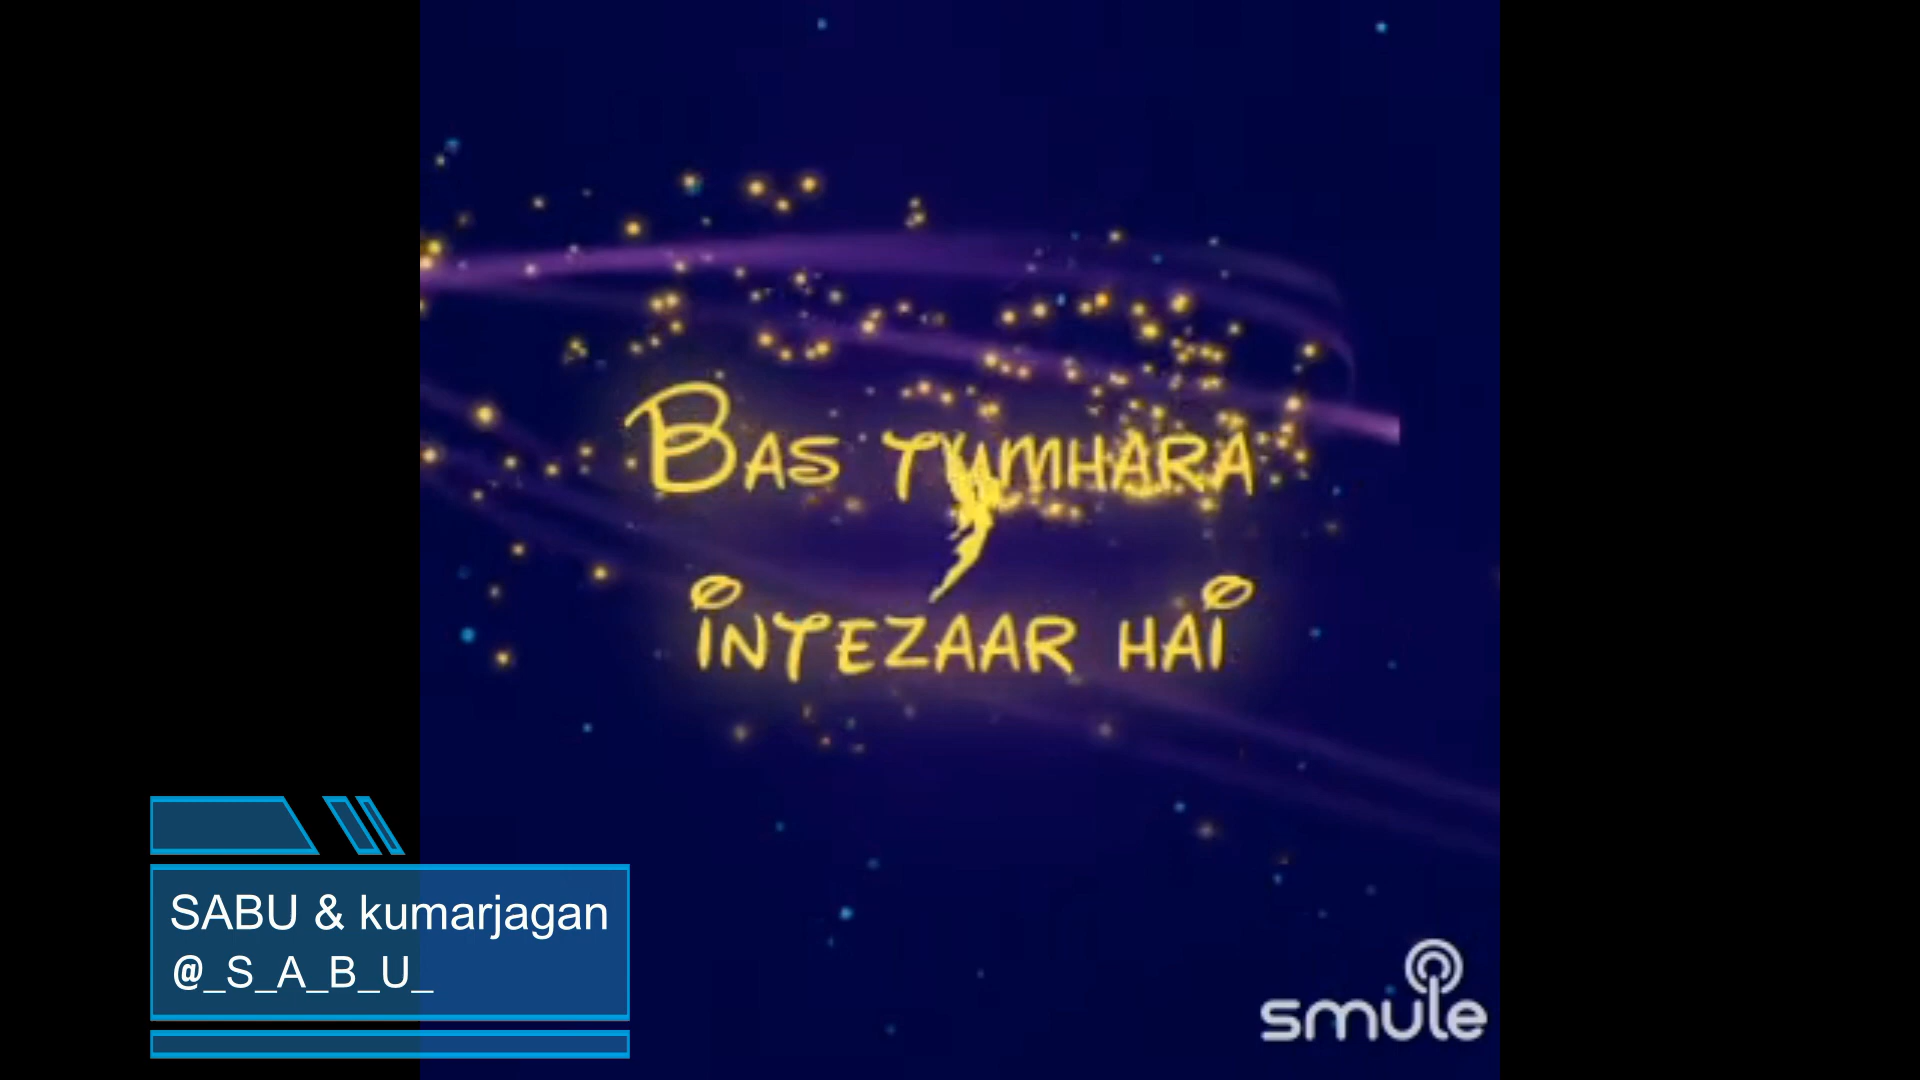 BAS TUMHARA
INTEZAAR HAI
SABU & kumarjagan
@_S_A_B_U_
smule